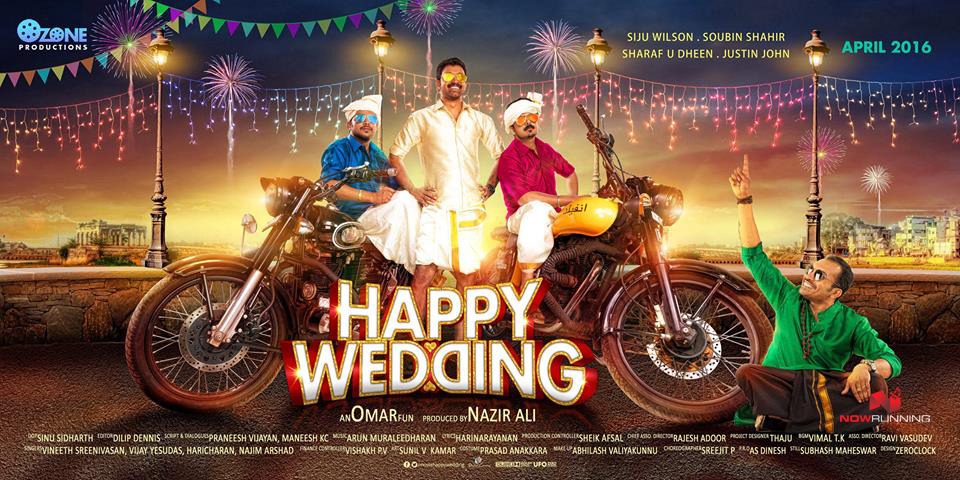 OZONE
PRODUCTIONS
SIJU WILSON . SOUBIN SHAHIR
SHARAF U DHEEN . JUSTIN JOHN
APRIL 2016
HAPPY
WEDDING
AN OMAR FUN PRODUCED BY NAZIR ALI
NOWRUNNING
DOP SINU SIDHARTH EDITOR DILIP DENNIS SCRIPT & DIALOGUES PRANEESH VIJAYAN, MANEESH KC MUSIC ARUN MURALEEDHARAN LYRICS HARINARAYANAN PRODUCTION CONTROLLER SHEIK AFSAL CHIEF ASSO. DIRECTOR RAJESH ADOOR PROJECT DESIGNER THAJU BGM VIMAL T.K ASSO. DIRECTOR RAVI VASUDEV
SINGERS VINEETH SREENIVASAN, VIJAY YESUDAS, HARICHARAN, NAJIM ARSHAD FINANCE CONTROLLER VISHAKH P.V ART SUNIL V KAMAR COSTUME PRASAD ANAKKARA MAKE UP ABHILASH VALIYAKUNNU CHOREOGRAPHER SREEJIT P P.R.O AS DINESH STILL SUBHASH MAHESWAR DESIGN ZEROCLOCK
UFO